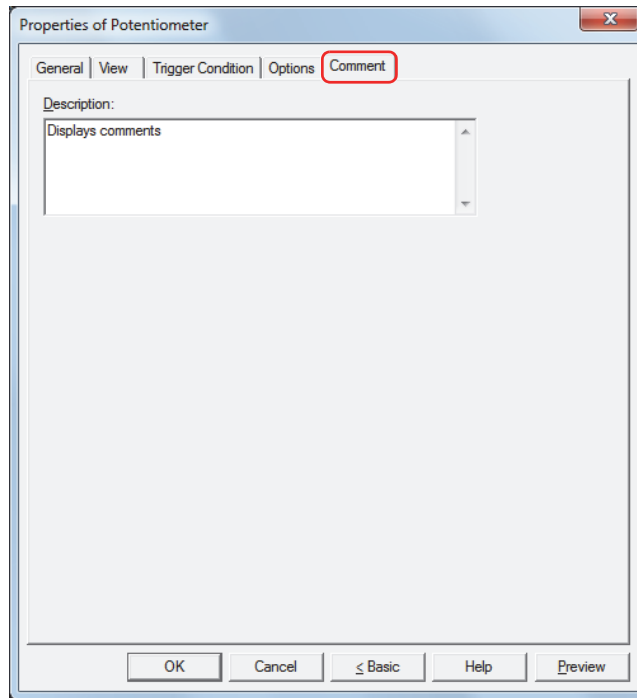 Properties of Potentiometer
General View Trigger Condition Options Comment
Description:
Displays comments
OK Cancel < Basic Help Preview